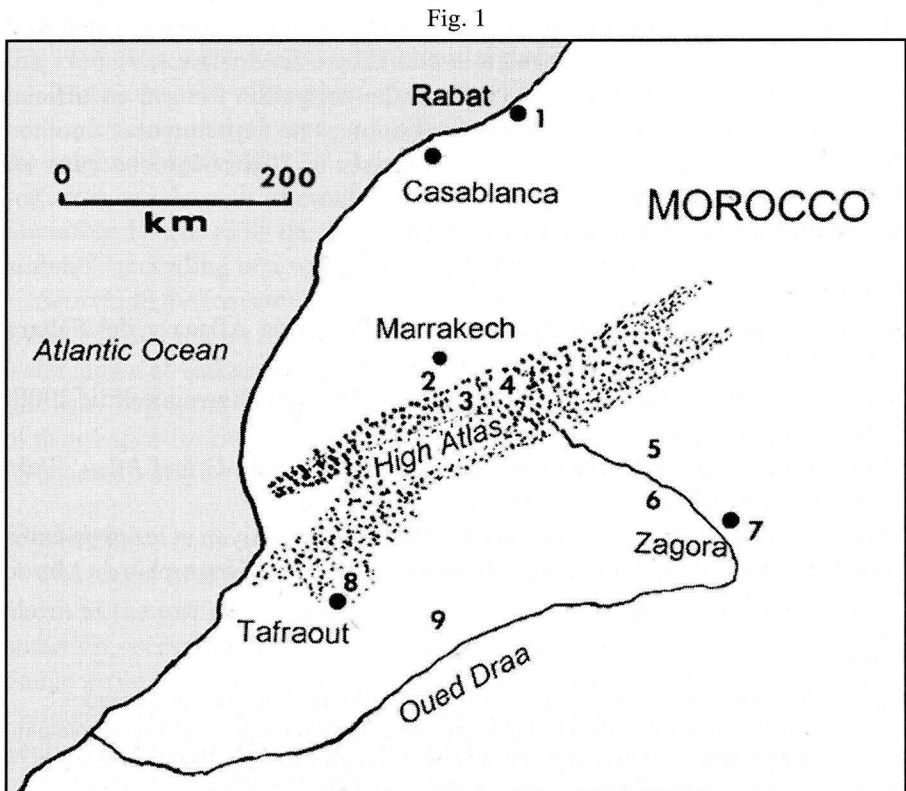 Fig. 1
Rabat
1
Casablanca
0 200
km
MOROCCO
Marrakech
Atlantic Ocean
2
3
4
High Atlas
5
6
7
Zagora
8
9
Tafraout
Oued Draa